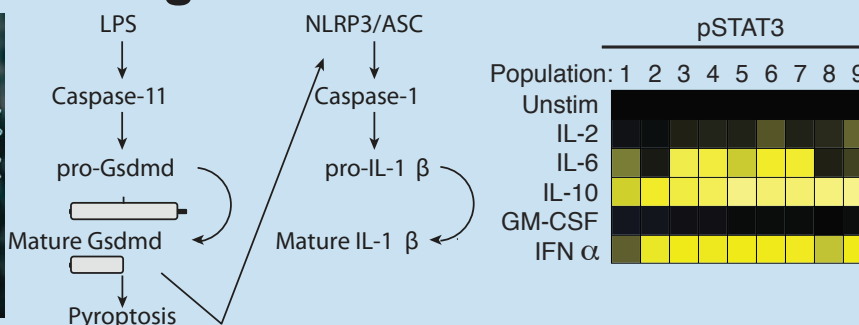 LPS
Caspase-11
pro-Gsdmd
Mature Gsdmd
Pyroptosis
NLRP3/ASC
Caspase-1
pro-IL-1 β
Mature IL-1 β
pSTAT3
Population: 1 2 3 4 5 6 7 8 9
Unstim
IL-2
IL-6
IL-10
GM-CSF
IFN α